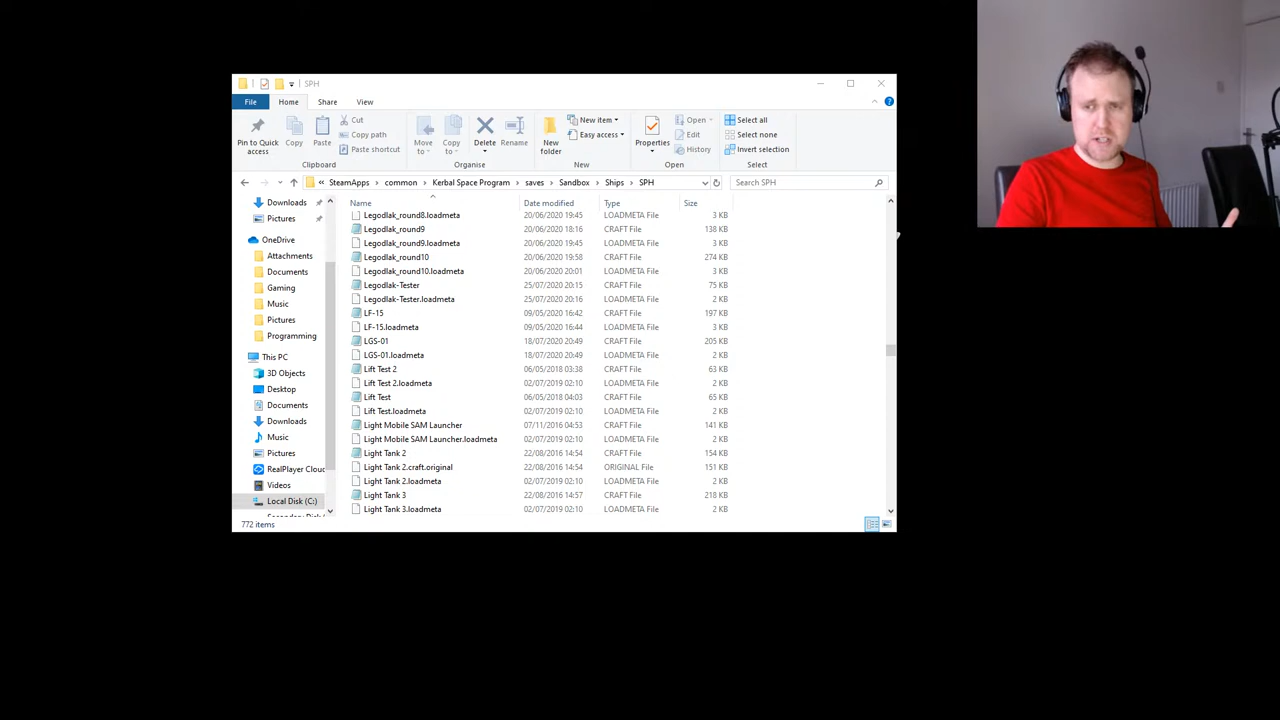 SPH
File Home Share View
Pin to Quick access
Copy
Paste
Cut
Copy path
Paste shortcut
Clipboard
Move to
Copy to
Delete
Rename
Organise
New folder
New item
Easy access
New
Properties
Open
Edit
History
Open
Select all
Select none
Invert selection
Select
« SteamApps › common › Kerbal Space Program › saves › Sandbox › Ships › SPH
Search SPH
Downloads
Pictures
OneDrive
Attachments
Documents
Gaming
Music
Pictures
Programming
This PC
3D Objects
Desktop
Documents
Downloads
Music
Pictures
RealPlayer Cloud
Videos
Local Disk (C:)
Name Date modified Type Size
Legodlak_round8.loadmeta 20/06/2020 19:45 LOADMETA File 3 KB
Legodlak_round9 20/06/2020 18:16 CRAFT File 138 KB
Legodlak_round9.loadmeta 20/06/2020 19:45 LOADMETA File 3 KB
Legodlak_round10 20/06/2020 19:58 CRAFT File 274 KB
Legodlak_round10.loadmeta 20/06/2020 20:01 LOADMETA File 3 KB
Legodlak-Tester 25/07/2020 20:15 CRAFT File 75 KB
Legodlak-Tester.loadmeta 25/07/2020 20:15 LOADMETA File 2 KB
LF-15 09/05/2020 16:42 CRAFT File 197 KB
LF-15.loadmeta 09/05/2020 16:44 LOADMETA File 3 KB
LGS-01 18/07/2020 20:49 CRAFT File 205 KB
LGS-01.loadmeta 18/07/2020 20:49 LOADMETA File 2 KB
Lift Test 2 06/05/2018 03:38 CRAFT File 63 KB
Lift Test 2.loadmeta 02/07/2019 02:10 LOADMETA File 2 KB
Lift Test 06/05/2018 04:03 CRAFT File 65 KB
Lift Test.loadmeta 02/07/2019 02:10 LOADMETA File 2 KB
Light Mobile SAM Launcher 07/11/2016 04:53 CRAFT File 141 KB
Light Mobile SAM Launcher.loadmeta 02/07/2019 02:10 LOADMETA File 2 KB
Light Tank 2 22/08/2016 14:54 CRAFT File 154 KB
Light Tank 2.craft.original 22/08/2016 14:54 ORIGINAL File 151 KB
Light Tank 2.loadmeta 02/07/2019 02:10 LOADMETA File 2 KB
Light Tank 3 22/08/2016 14:57 CRAFT File 218 KB
Light Tank 3.loadmeta 02/07/2019 02:10 LOADMETA File 2 KB
772 items